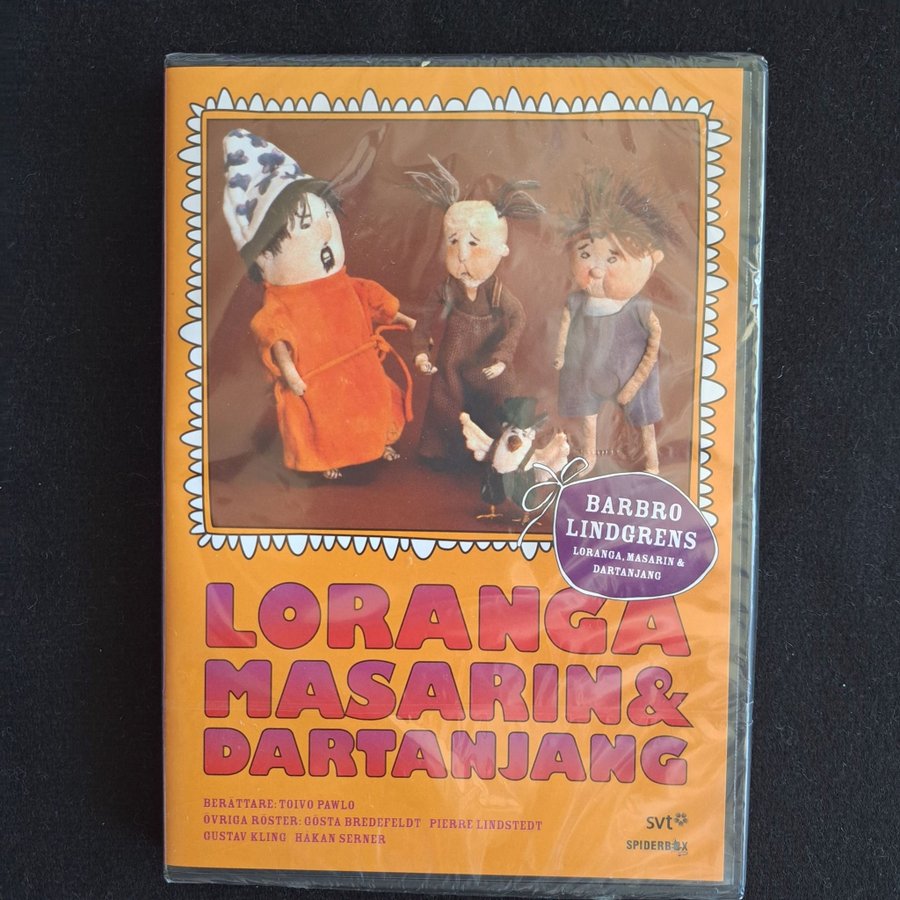 BARBRO
LINDGRENS
LORANGA, MASARIN &
DARTANJANG
LORANGA
MASARIN &
DARTANJANG
BERÄTTARE: TOIVO PAWLO
ÖVRIGA RÖSTER: GÖSTA BREDEFELDT PIERRE LINDSTEDT
GUSTAV KLING HÅKAN SERNER
svt
SPIDERBOX